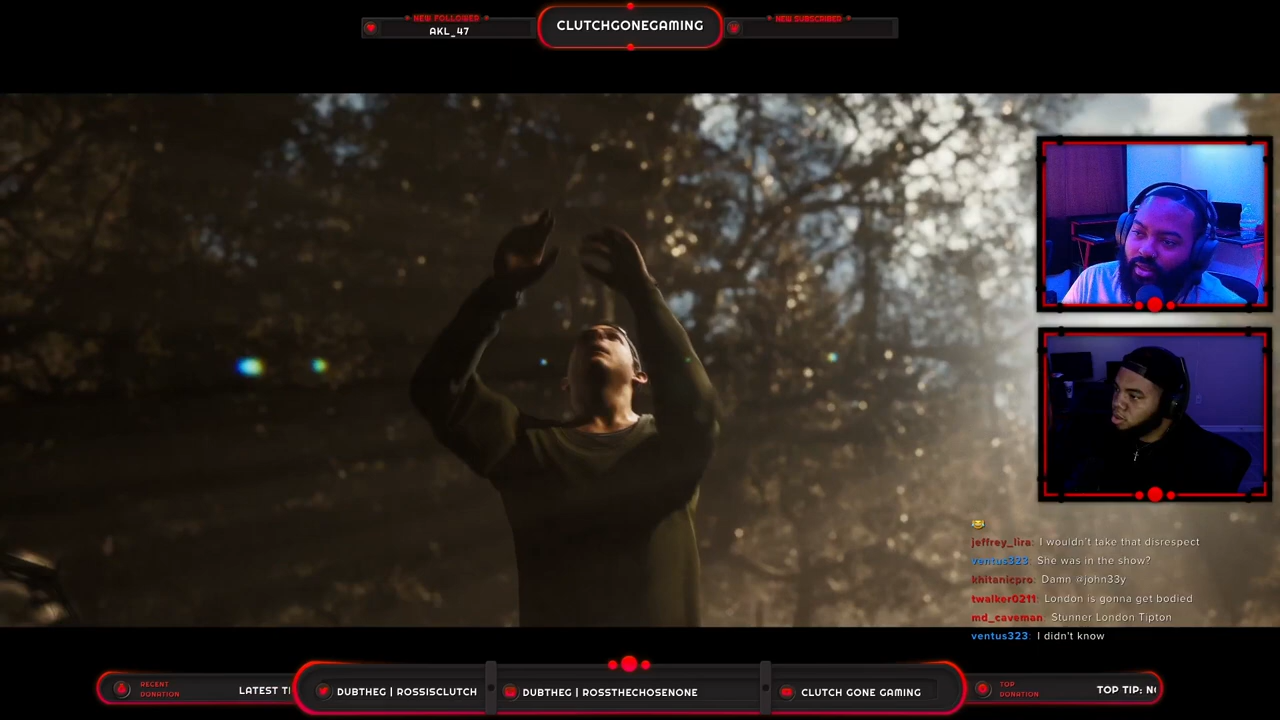 NEW FOLLOWER
AKL_47
CLUTCHGONEGAMING
NEW SUBSCRIBER
jeffrey_lira: I wouldn't take that disrespect
ventus323: She was in the show?
khitanicpro: Damn @john33y
twalker0211: London is gonna get bodied
md_caveman: Stunner London Tipton
ventus323: I didn't know
RECENT
DONATION
LATEST TI
DUBTHEG | ROSSISCLUTCH
DUBTHEG | ROSSTHECHOSENONE
CLUTCH GONE GAMING
TOP
DONATION
TOP TIP: NO